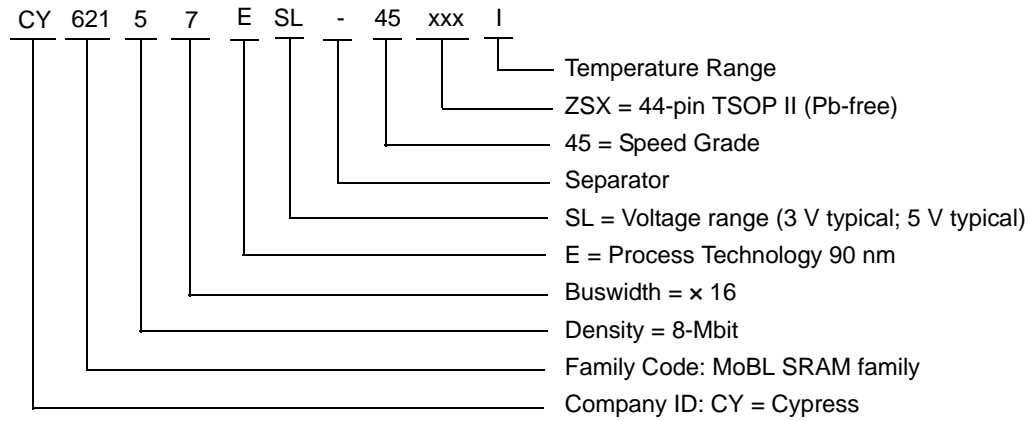 CY 621 5 7 E SL - 45 xxx I
Temperature Range
ZSX = 44-pin TSOP II (Pb-free)
45 = Speed Grade
Separator
SL = Voltage range (3 V typical; 5 V typical)
E = Process Technology 90 nm
Buswidth = × 16
Density = 8-Mbit
Family Code: MoBL SRAM family
Company ID: CY = Cypress